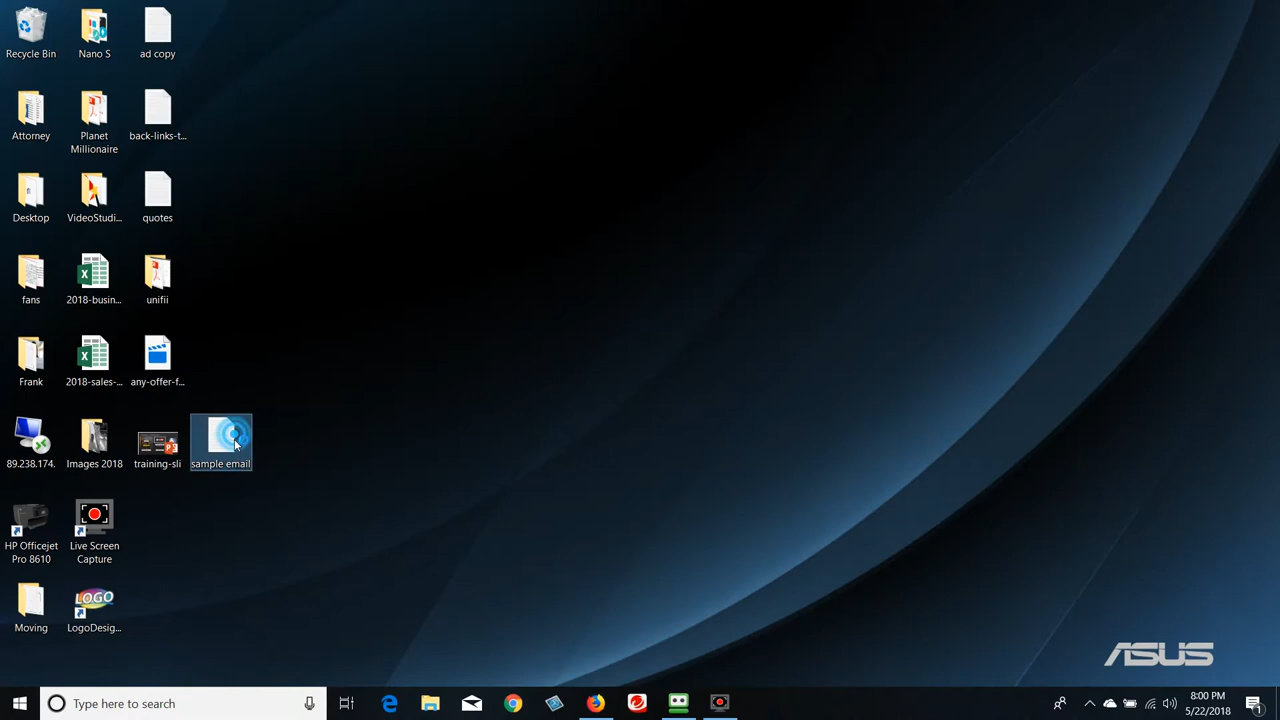 Recycle Bin
Nano S
ad copy
Attorney
Planet
Millionaire
back-links-t...
Desktop
VideoStudi...
quotes
fans
2018-busin...
unifii
Frank
2018-sales-...
any-offer-f...
89.238.174.
Images 2018
training-sli
sample email
HP Officejet
Pro 8610
Live Screen
Capture
Moving
LOGO
LogoDesig...
ASUS
Type here to search
8:00 PM
5/22/2018
1